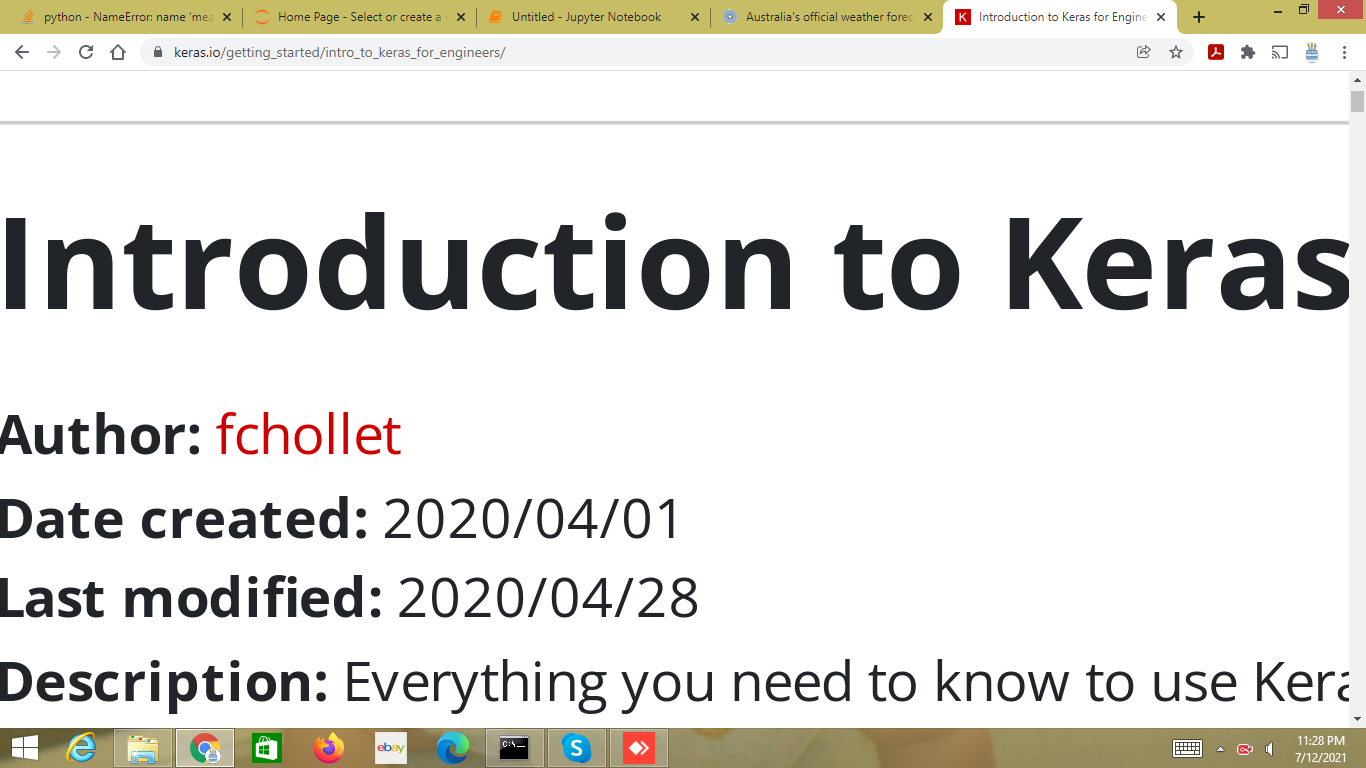 python - NameError: name 'mea
Home Page - Select or create a
Untitled - Jupyter Notebook
Australia's official weather forec
K
Introduction to Keras for Engine
keras.io/getting_started/intro_to_keras_for_engineers/
Introduction to Keras
Author: fchollet
Date created: 2020/04/01
Last modified: 2020/04/28
Description: Everything you need to know to use Kera
ebay
C:\
S
11:28 PM
7/12/2021